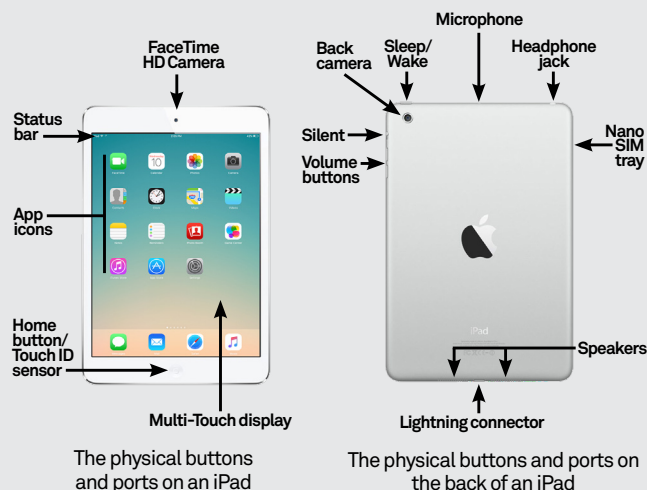 FaceTime
HD Camera
Status
bar
App
icons
Home
button/
Touch ID
sensor
Multi-Touch display
The physical buttons
and ports on an iPad
Microphone
Back
camera
Sleep/
Wake
Headphone
jack
Silent
Volume
buttons
Nano
SIM
tray
iPad
Speakers
Lightning connector
The physical buttons and ports on
the back of an iPad